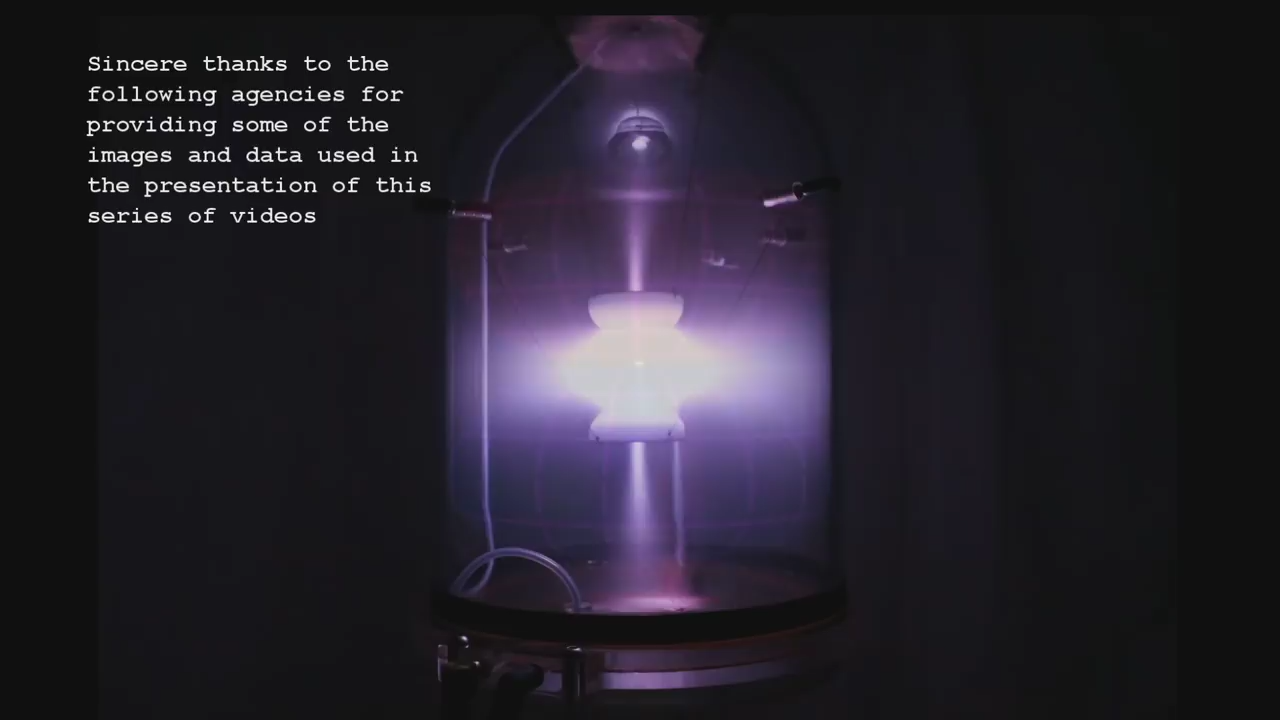 Sincere thanks to the
following agencies for
providing some of the
images and data used in
the presentation of this
series of videos